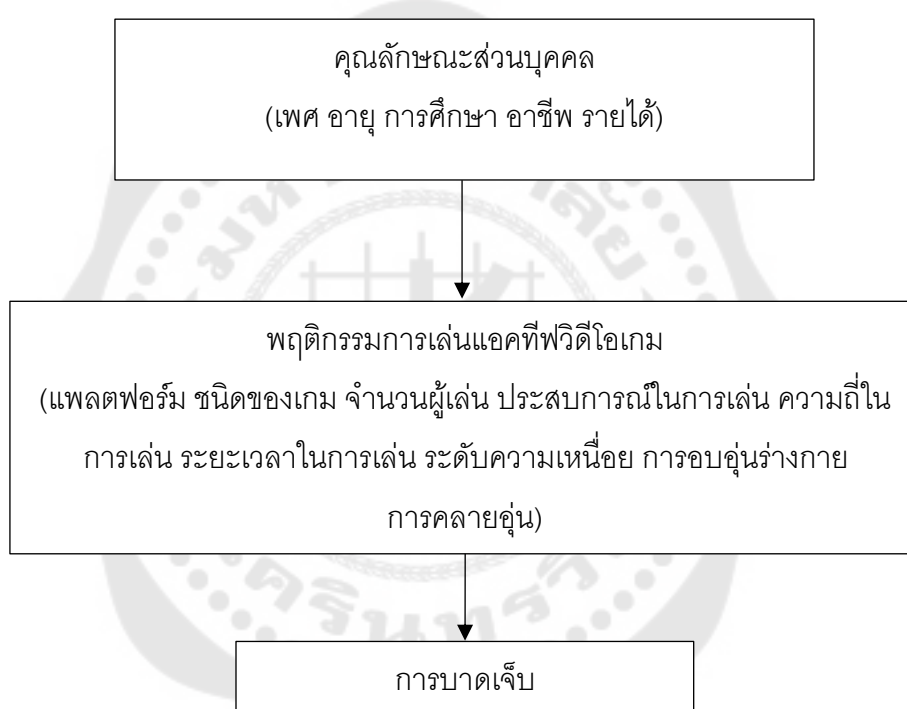 คุณลักษณะส่วนบุคคล
(เพศ อายุ การศึกษา อาชีพ รายได้)
พฤติกรรมการเล่นแอคทีฟวิดีโอเกม
(แพลตฟอร์ม ชนิดของเกม จำนวนผู้เล่น ประสบการณ์ในการเล่น ความถี่ใน
การเล่น ระยะเวลาในการเล่น ระดับความเหนื่อย การอบอุ่นร่างกาย
การคลายอุ่น)
การบาดเจ็บ